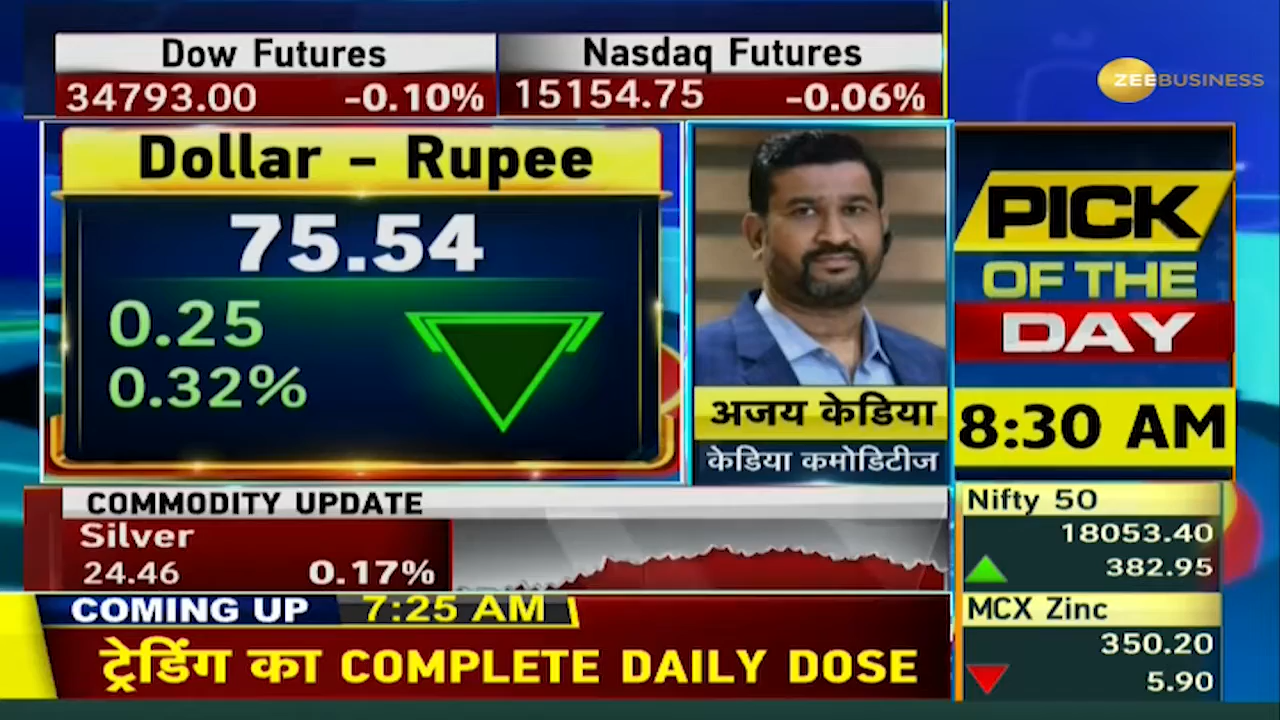 Dow Futures
34793.00 -0.10%
Nasdaq Futures
15154.75 -0.06%
ZEEBUSINESS
Dollar - Rupee
75.54
0.25
0.32%
अजय केडिया
केडिया कमोडिटीज
PICK
OF THE
DAY
8:30 AM
COMMODITY UPDATE
Silver
24.46 0.17%
Nifty 50
18053.40
382.95
MCX Zinc
350.20
5.90
COMING UP 7:25 AM
ट्रेडिंग का COMPLETE DAILY DOSE